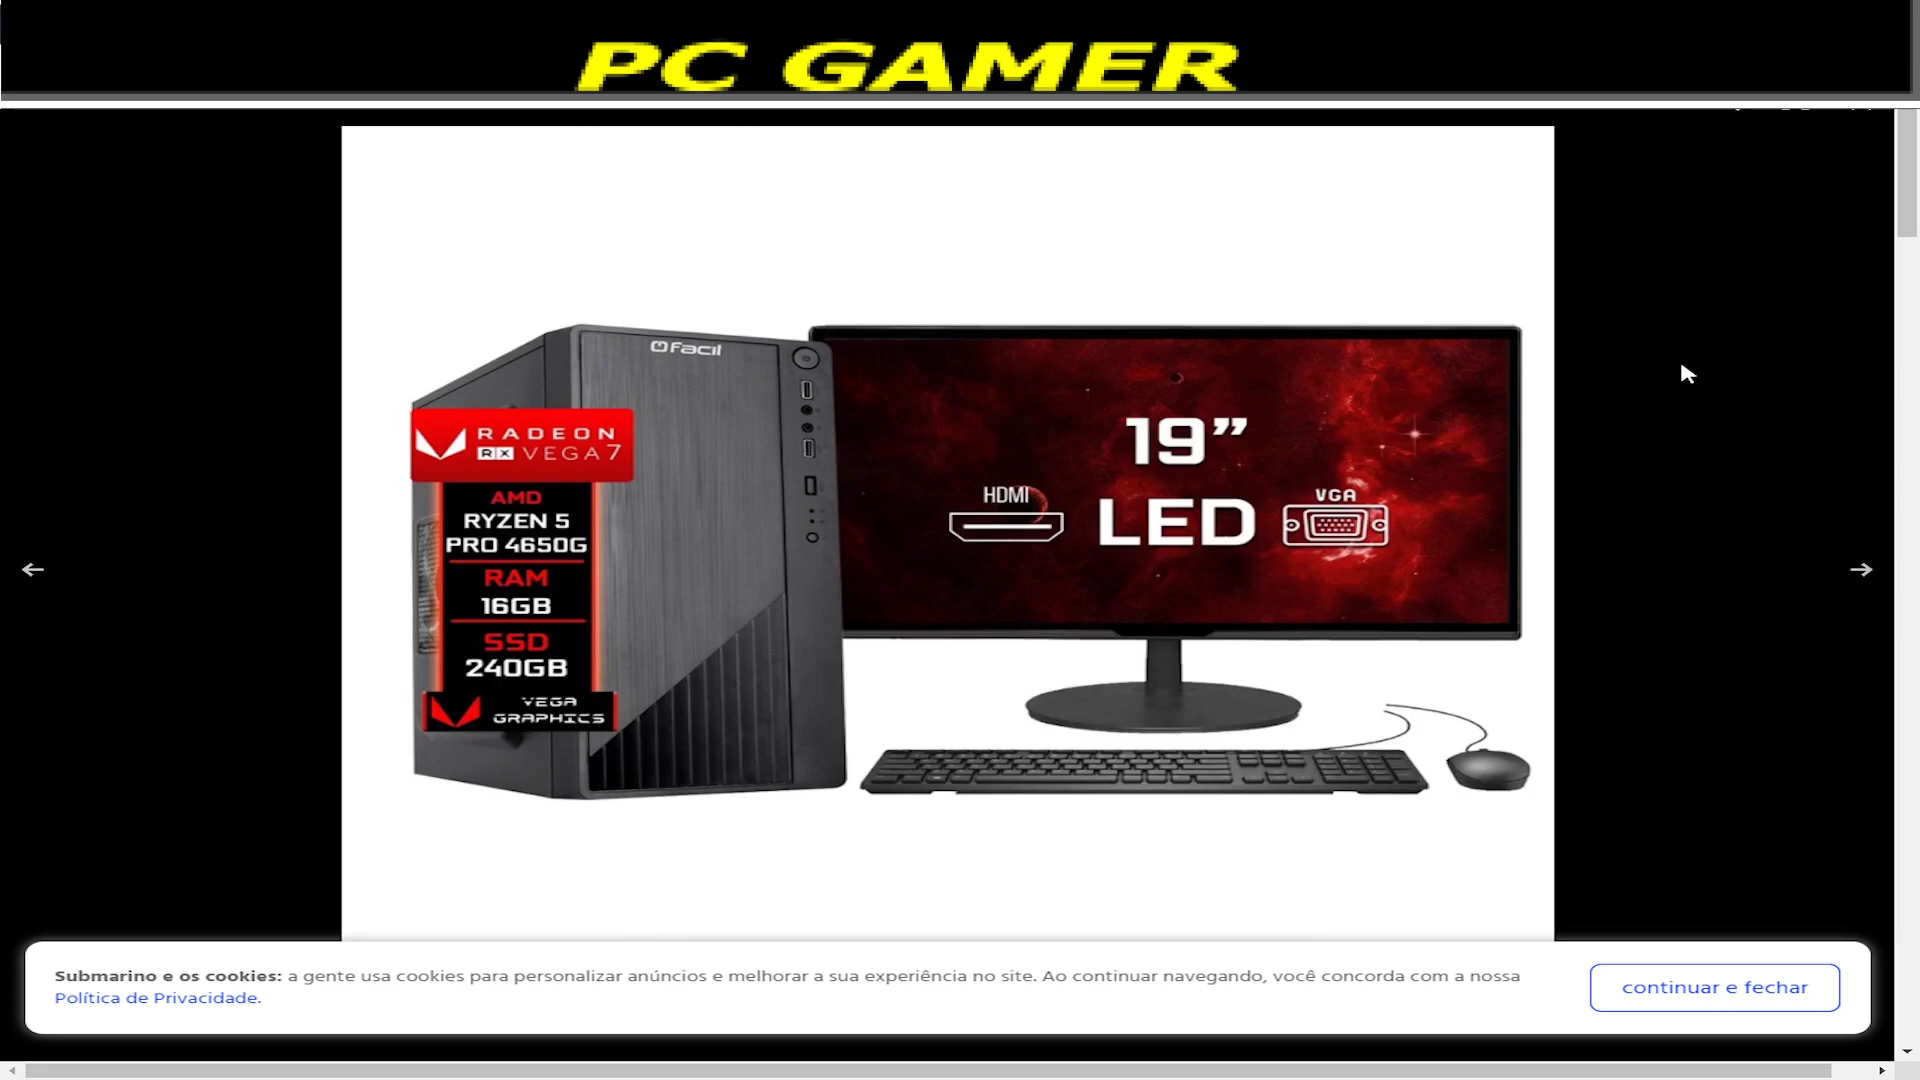 PC GAMER
Facil
RADEON
RX VEGA 7
AMD
RYZEN 5
PRO 4650G
RAM
16GB
SSD
240GB
VEGA
GRAPHICS
19”
HDMI
LED
VGA
Submarino e os cookies: a gente usa cookies para personalizar anúncios e melhorar a sua experiência no site. Ao continuar navegando, você concorda com a nossa
Política de Privacidade.
continuar e fechar